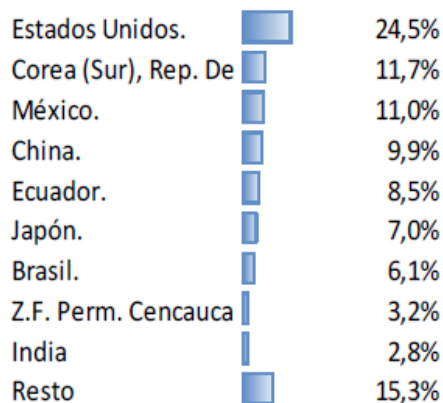 Estados Unidos. 24,5%
Corea (Sur), Rep. De 11,7%
México. 11,0%
China. 9,9%
Ecuador. 8,5%
Japón. 7,0%
Brasil. 6,1%
Z.F. Perm. Cencauca 3,2%
India 2,8%
Resto 15,3%